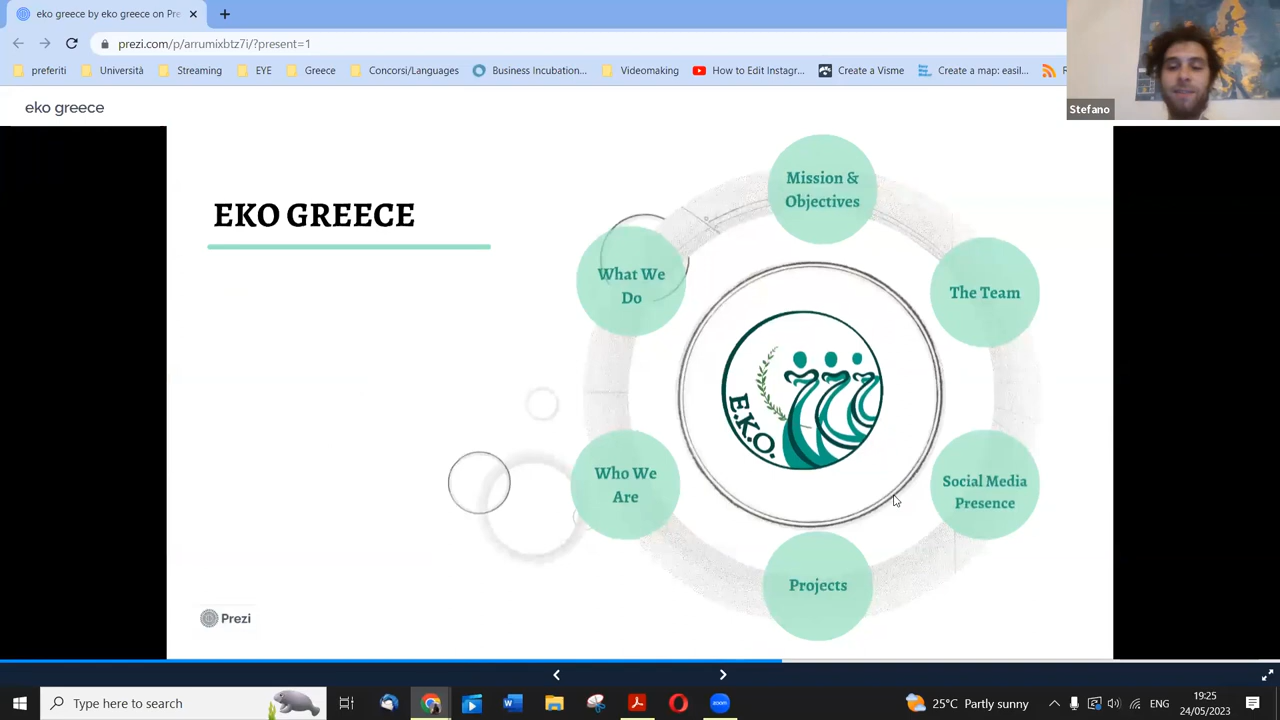 eko greece by eko greece on Pre
prezi.com/p/arrumixbtz7i/?present=1
preferiti
Università
Streaming
EYE
Greece
Concorsi/Languages
Business Incubation...
Videomaking
How to Edit Instagr...
Create a Visme
Create a map: easil...
Stefano
eko greece
EKO GREECE
Mission &
Objectives
What We
Do
The Team
E.K.O.
Who We
Are
Social Media
Presence
Projects
Prezi
Type here to search
zoom
25°C Partly sunny
ENG
19:25
24/05/2023